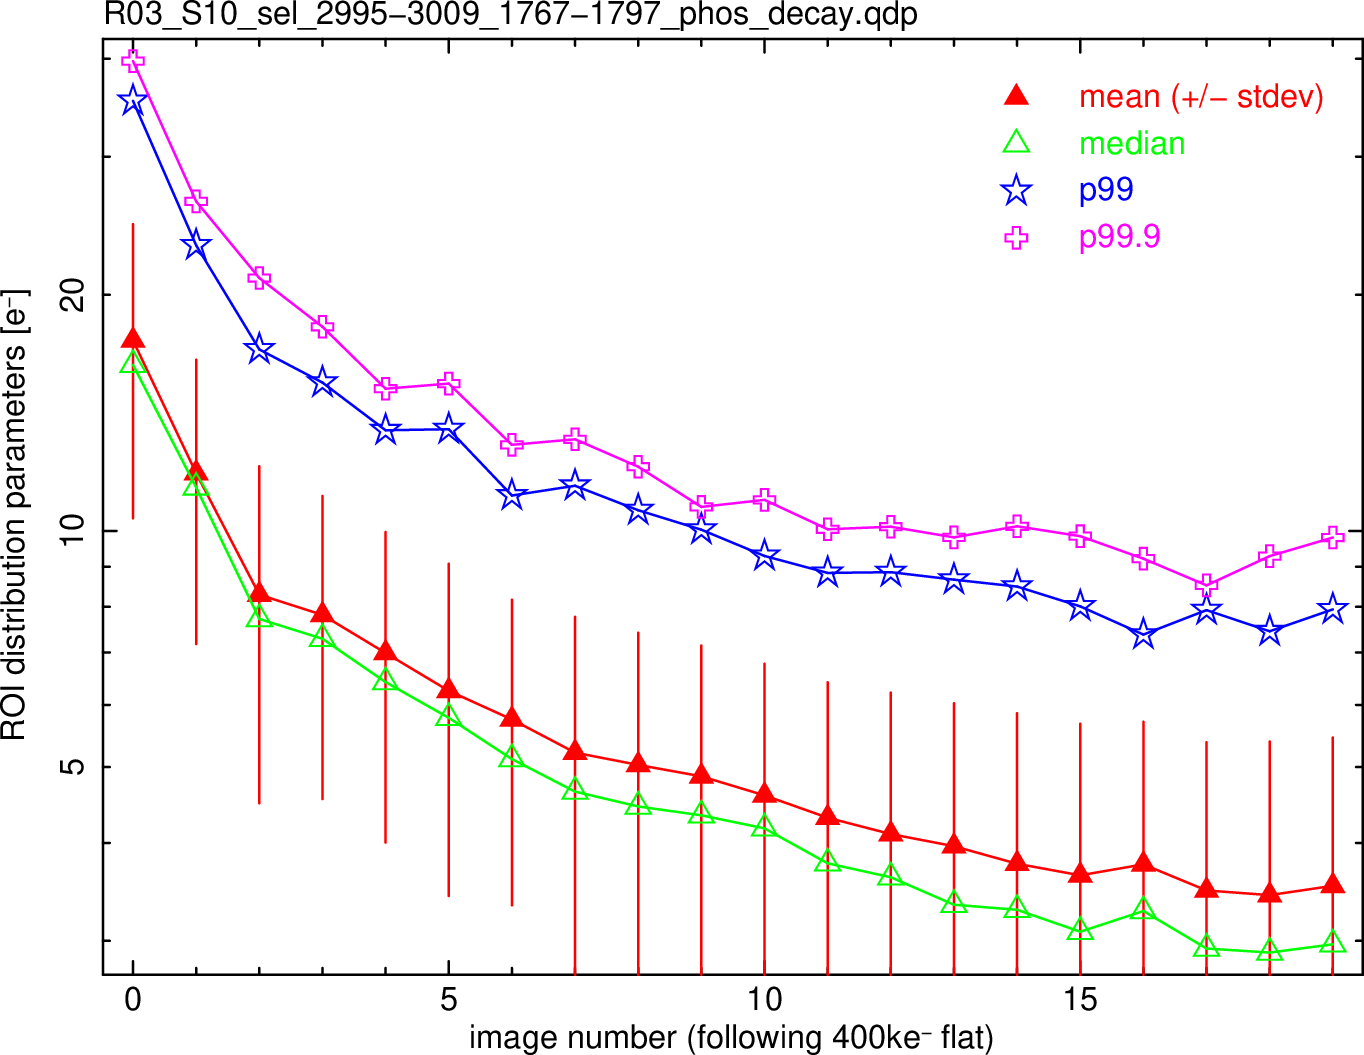 R03_S10_sel_2995−3009_1767−1797_phos_decay.qdp
mean (+/− stdev)
median
p99
p99.9
ROI distribution parameters [e⁻]
20
10
5
0 5 10 15
image number (following 400ke⁻ flat)